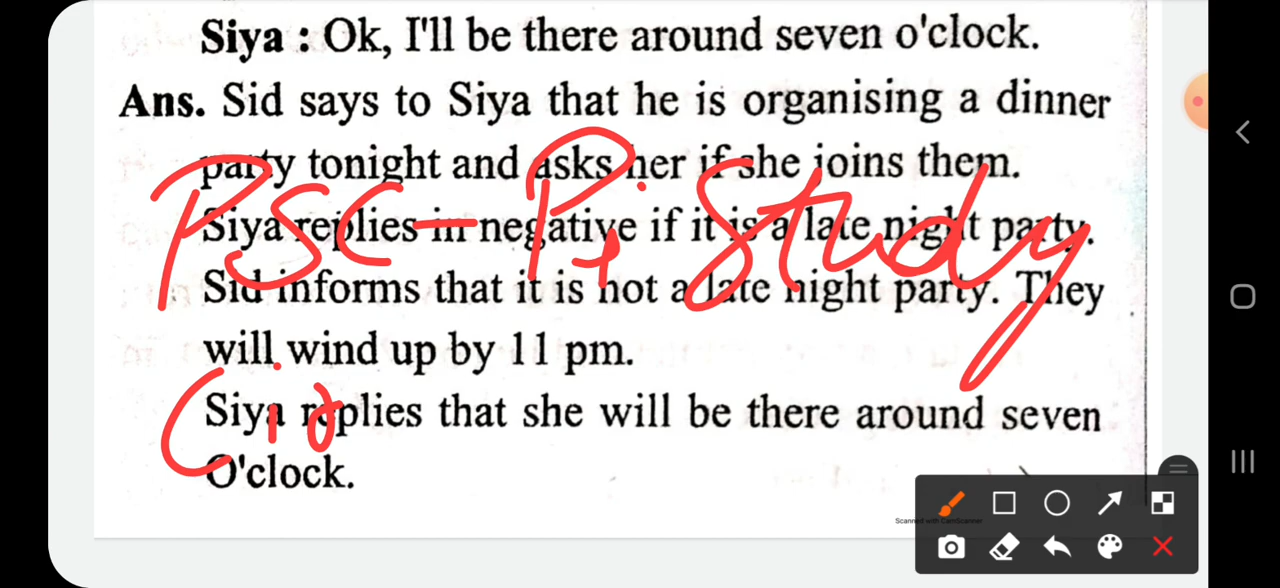 Siya : Ok, I'll be there around seven o'clock.
Ans. Sid says to Siya that he is organising a dinner
party tonight and asks her if she joins them.
Siya replies in negative if it is a late night party.
Sid informs that it is not a late night party. They
will wind up by 11 pm.
Siya replies that she will be there around seven
O'clock.
PSC - Pi Study
Scanned with CamScanner